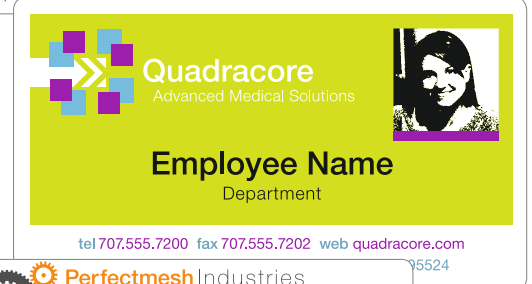 Quadracore
Advanced Medical Solutions
Employee Name
Department
tel 707.555.7200 fax 707.555.7202 web quadracore.com
95524
Perfectmesh Industries